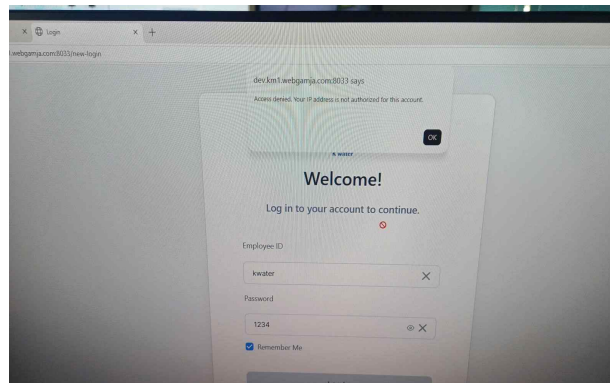 Login
1.webgamja.com:8033/new-login
dev.km1.webgamja.com:8033 says
Access denied. Your IP address is not authorized for this account.
OK
K water
Welcome!
Log in to your account to continue.
Employee ID
kwater
Password
1234
Remember Me